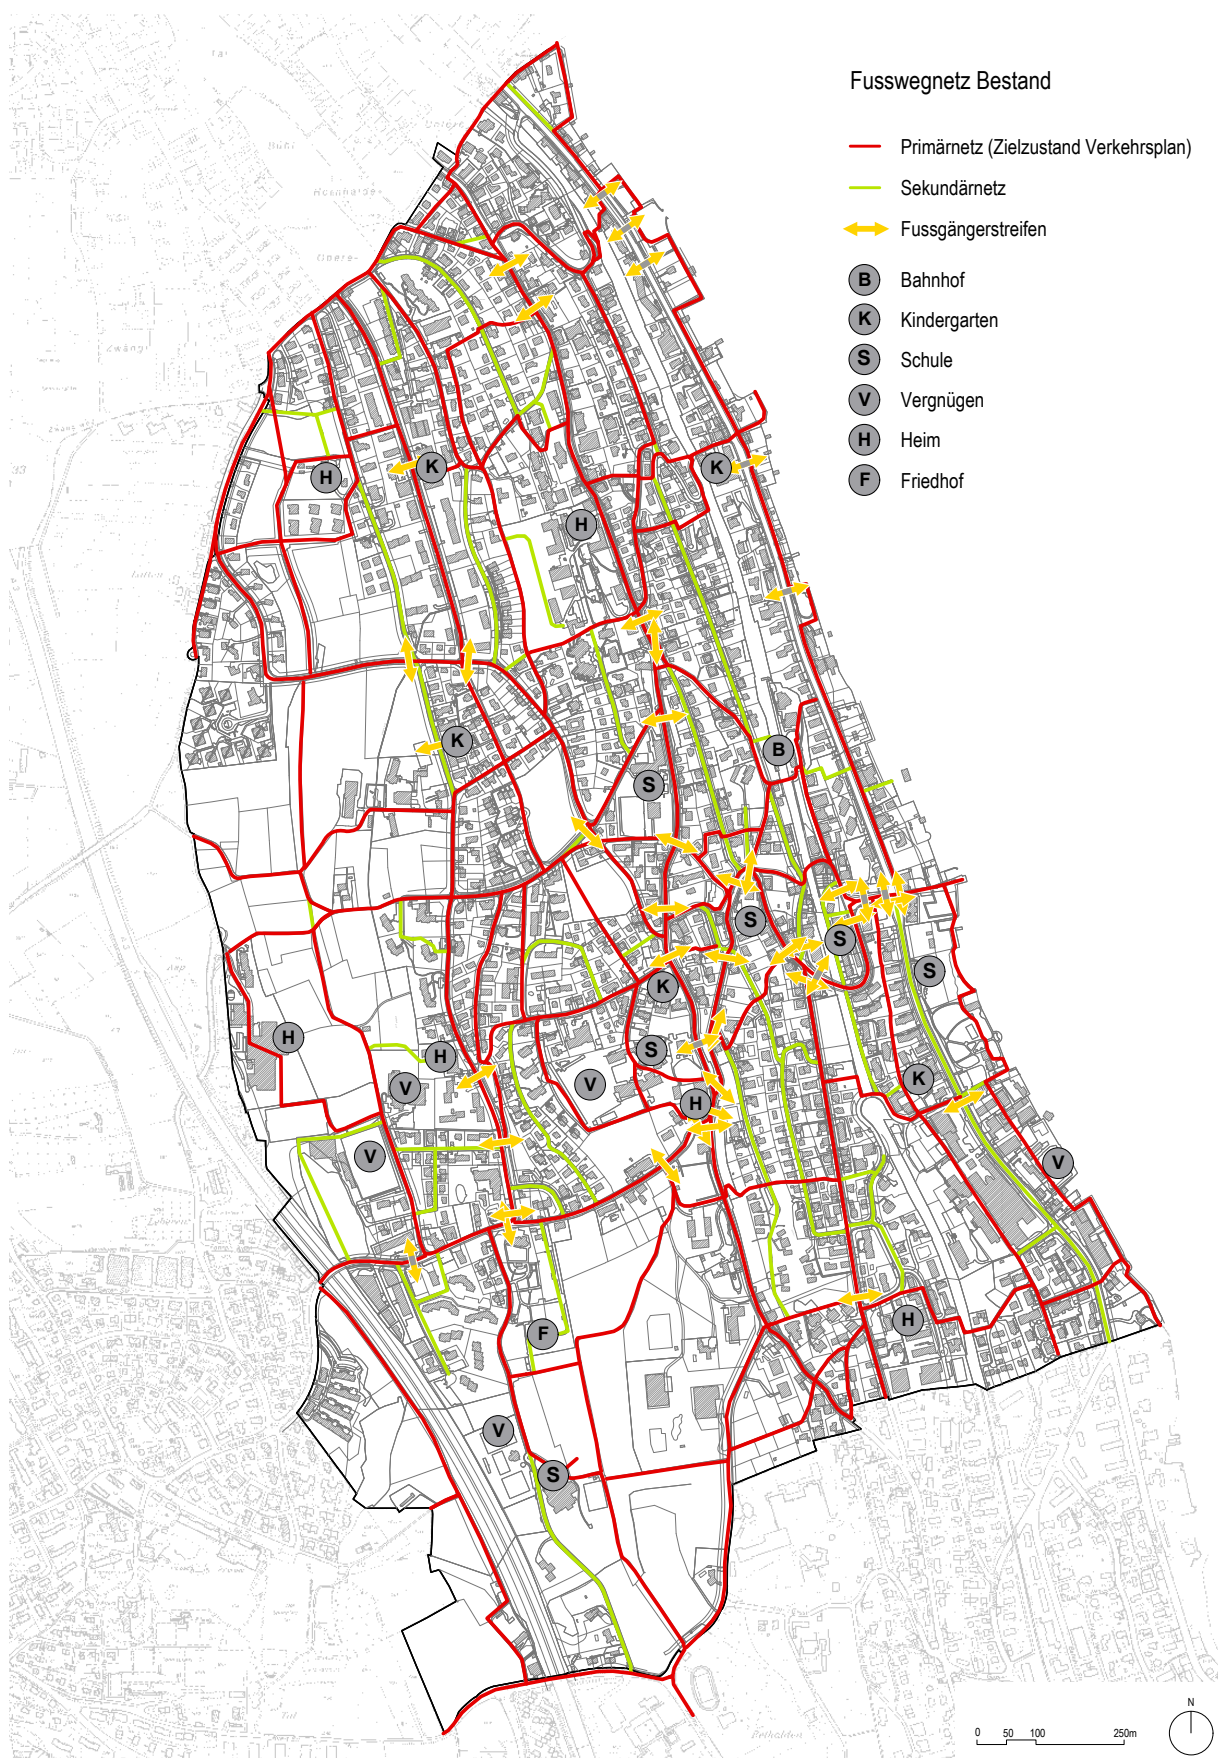 Fusswegnetz Bestand
Primärnetz (Zielzustand Verkehrsplan)
Sekundärnetz
Fussgängerstreifen
B Bahnhof
K Kindergarten
S Schule
V Vergnügen
H Heim
F Friedhof
K
K
H
H
K
B
S
S
S
S
K
H
S
H
V
V
K
H
V
V
H
F
V
S
N
0 50 100 250m